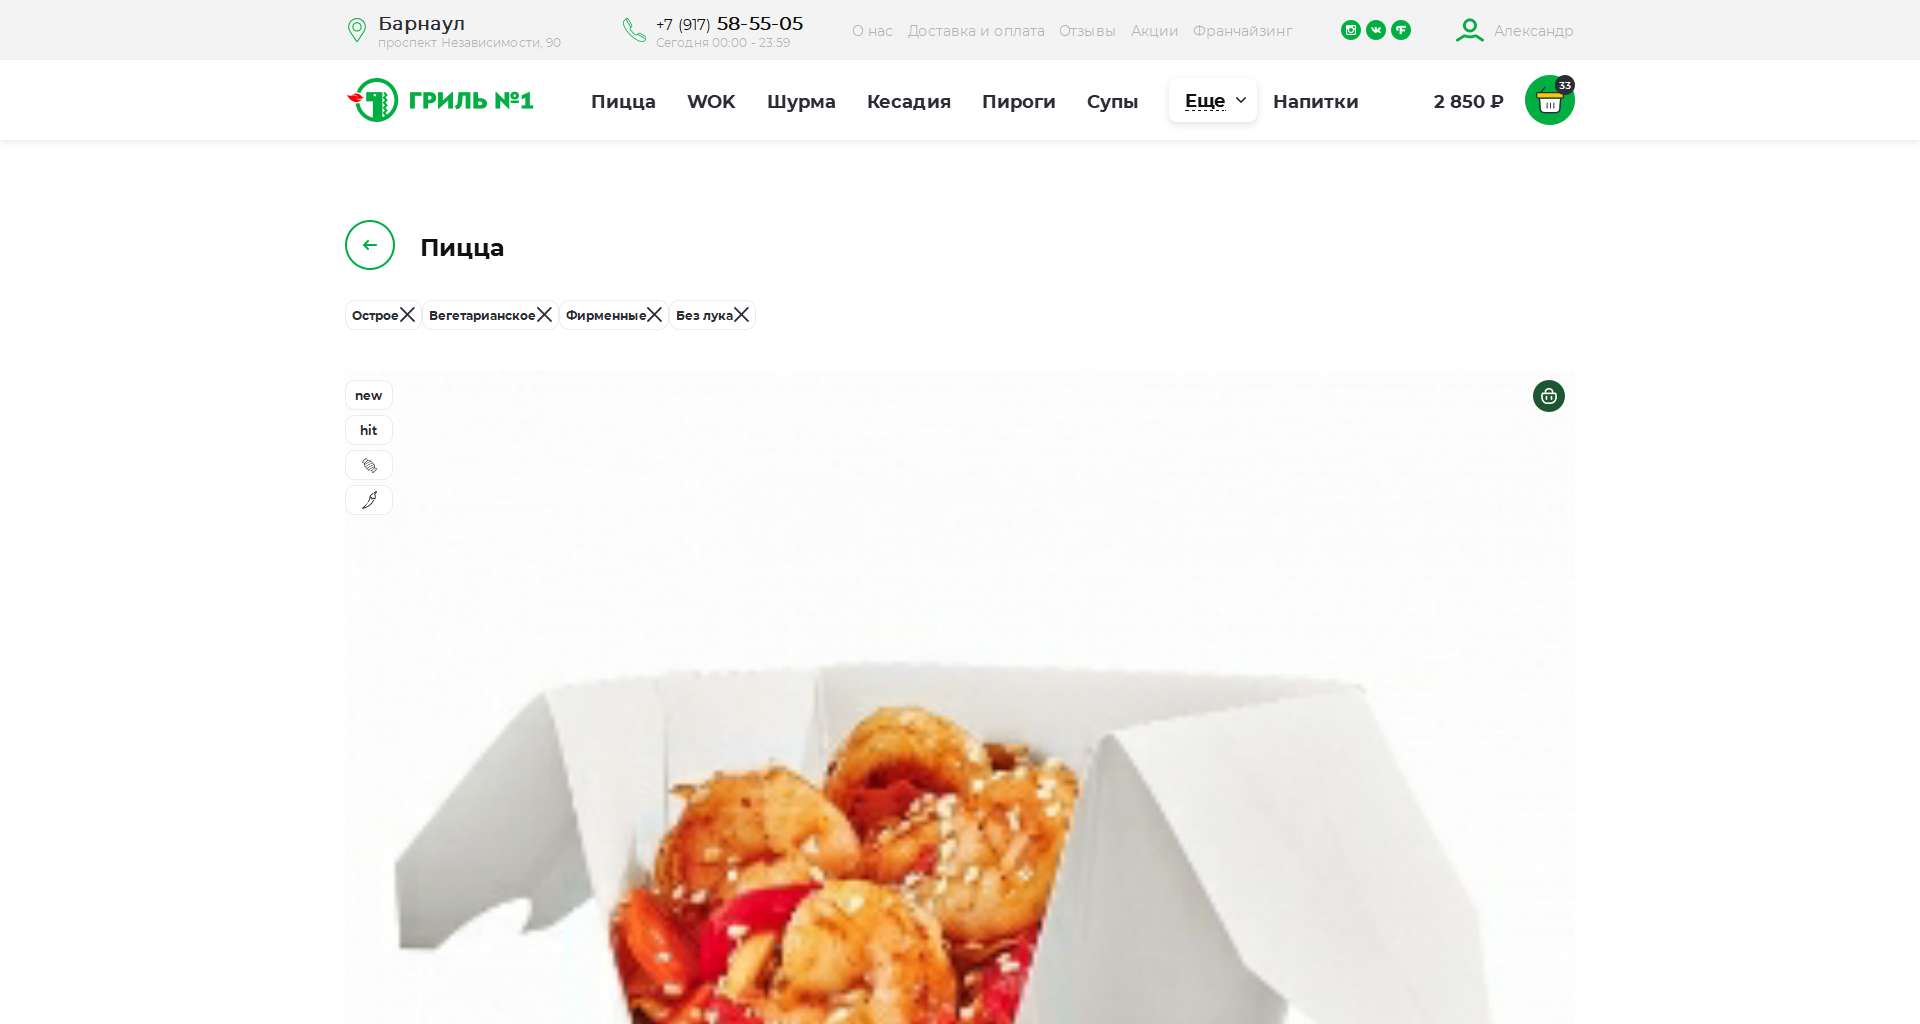 Барнаул
проспект Независимости, 90
+7 (917) 58-55-05
Сегодня 00:00 - 23:59
О нас
Доставка и оплата
Отзывы
Акции
Франчайзинг
Александр
ГРИЛЬ №1
Пицца
WOK
Шурма
Кесадия
Пироги
Супы
Еще
Напитки
2 850 ₽
33
Пицца
Острое
Вегетарианское
Фирменные
Без лука
new
hit